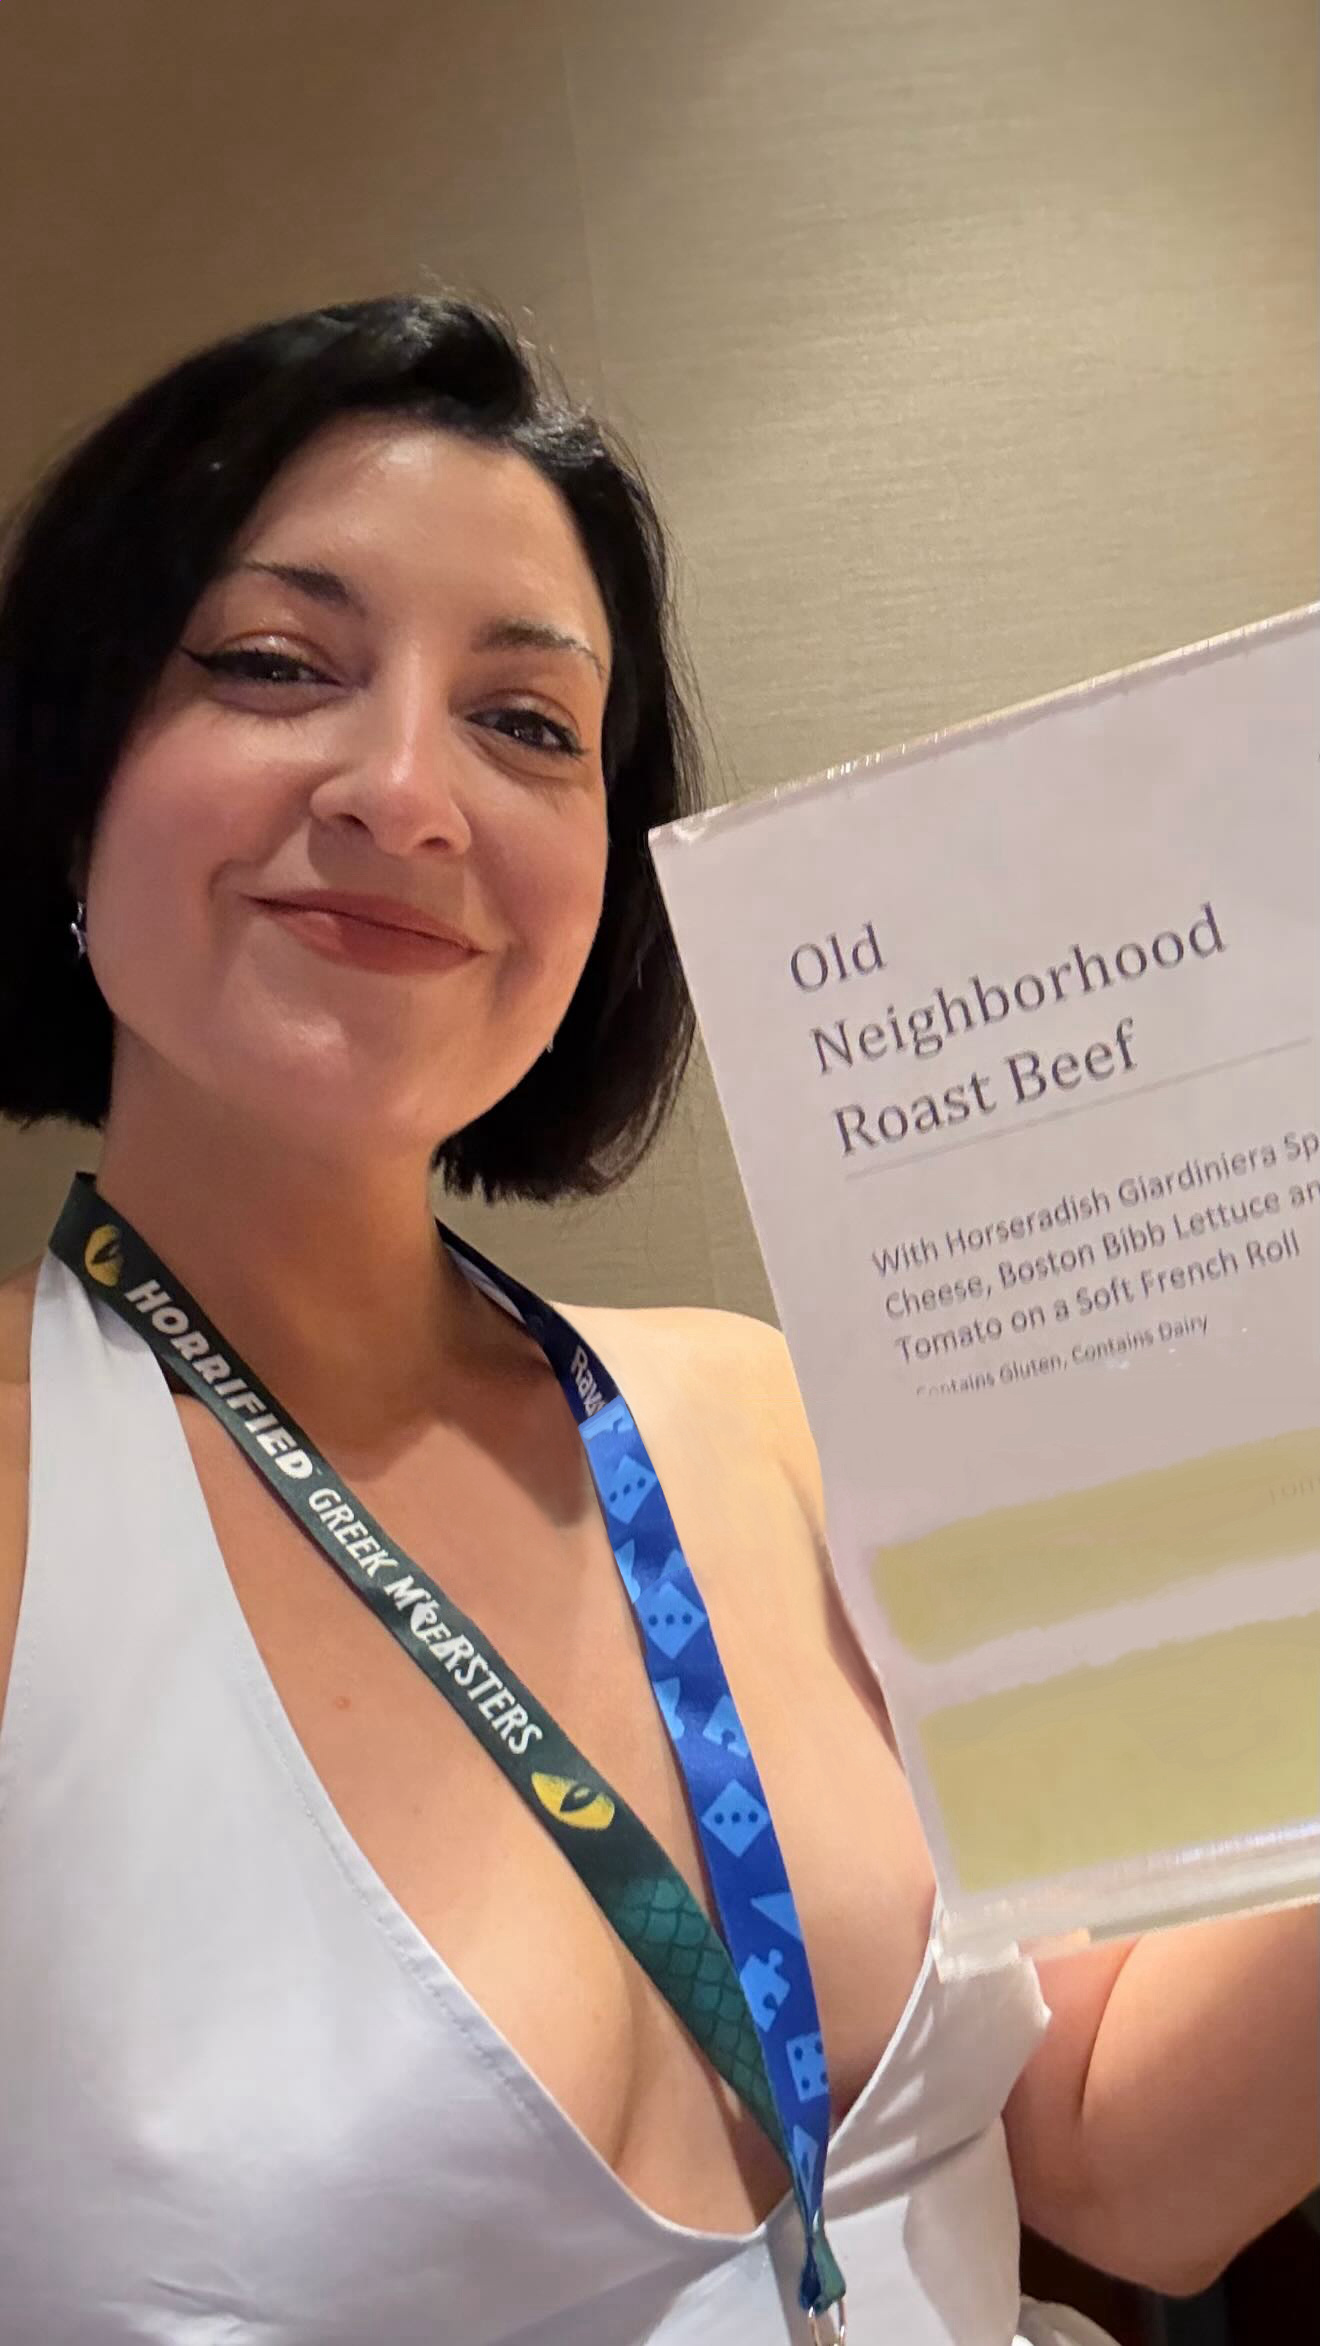 Old
Neighborhood
Roast Beef
With Horseradish Giardiniera
Cheese, Boston Bibb Lettuce
Tomato on a Soft French Roll
Contains Gluten, Contains Dairy
HORRIFIED GREEK